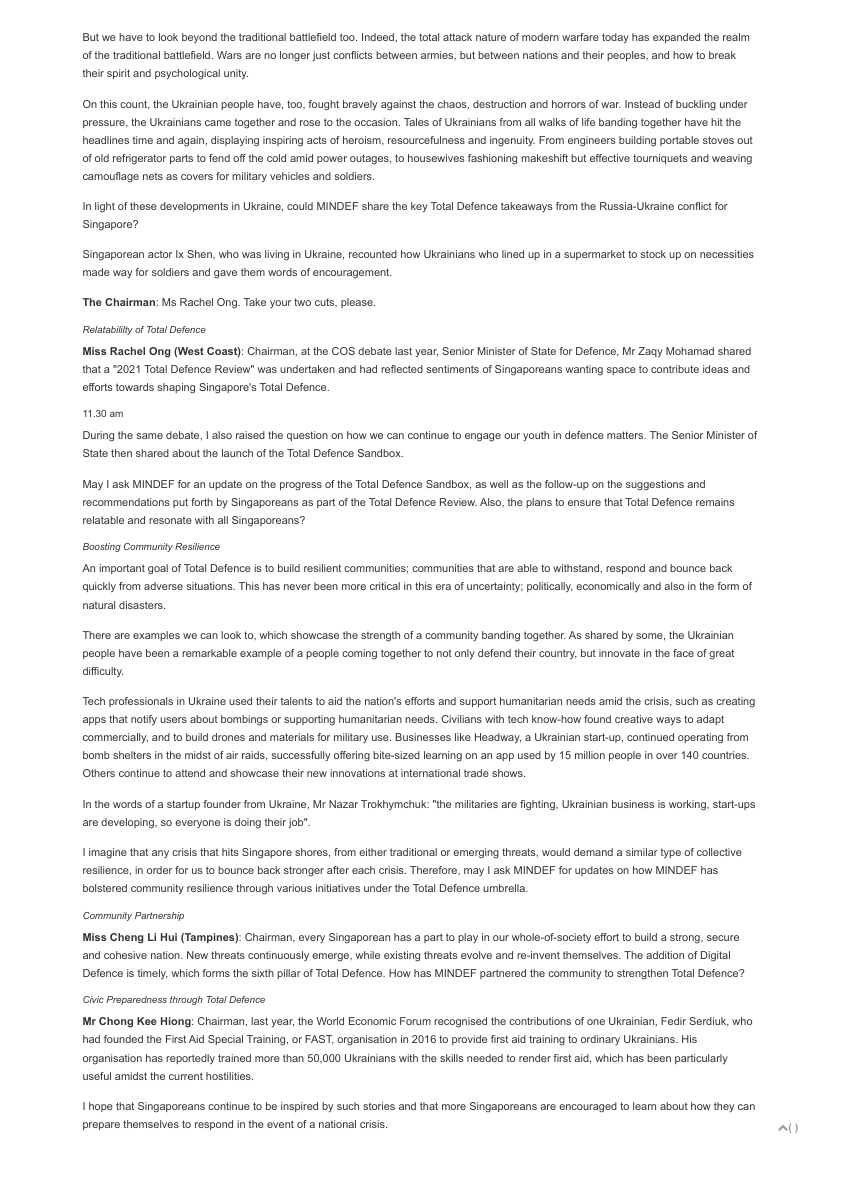 But we have to look beyond the traditional battlefield too. Indeed, the total attack nature of modern warfare today has expanded the realm
of the traditional battlefield. Wars are no longer just conflicts between armies, but between nations and their peoples, and how to break
their spirit and psychological unity.
On this count, the Ukrainian people have, too, fought bravely against the chaos, destruction and horrors of war. Instead of buckling under
pressure, the Ukrainians came together and rose to the occasion. Tales of Ukrainians from all walks of life banding together have hit the
headlines time and again, displaying inspiring acts of heroism, resourcefulness and ingenuity. From engineers building portable stoves out
of old refrigerator parts to fend off the cold amid power outages, to housewives fashioning makeshift but effective tourniquets and weaving
camouflage nets as covers for military vehicles and soldiers.
In light of these developments in Ukraine, could MINDEF share the key Total Defence takeaways from the Russia-Ukraine conflict for
Singapore?
Singaporean actor Ix Shen, who was living in Ukraine, recounted how Ukrainians who lined up in a supermarket to stock up on necessities
made way for soldiers and gave them words of encouragement.
The Chairman: Ms Rachel Ong. Take your two cuts, please.
Relatabililty of Total Defence
Miss Rachel Ong (West Coast): Chairman, at the COS debate last year, Senior Minister of State for Defence, Mr Zaqy Mohamad shared
that a "2021 Total Defence Review" was undertaken and had reflected sentiments of Singaporeans wanting space to contribute ideas and
efforts towards shaping Singapore's Total Defence.
11.30 am
During the same debate, I also raised the question on how we can continue to engage our youth in defence matters. The Senior Minister of
State then shared about the launch of the Total Defence Sandbox.
May I ask MINDEF for an update on the progress of the Total Defence Sandbox, as well as the follow-up on the suggestions and
recommendations put forth by Singaporeans as part of the Total Defence Review. Also, the plans to ensure that Total Defence remains
relatable and resonate with all Singaporeans?
Boosting Community Resilience
An important goal of Total Defence is to build resilient communities; communities that are able to withstand, respond and bounce back
quickly from adverse situations. This has never been more critical in this era of uncertainty; politically, economically and also in the form of
natural disasters.
There are examples we can look to, which showcase the strength of a community banding together. As shared by some, the Ukrainian
people have been a remarkable example of a people coming together to not only defend their country, but innovate in the face of great
difficulty.
Tech professionals in Ukraine used their talents to aid the nation's efforts and support humanitarian needs amid the crisis, such as creating
apps that notify users about bombings or supporting humanitarian needs. Civilians with tech know-how found creative ways to adapt
commercially, and to build drones and materials for military use. Businesses like Headway, a Ukrainian start-up, continued operating from
bomb shelters in the midst of air raids, successfully offering bite-sized learning on an app used by 15 million people in over 140 countries.
Others continue to attend and showcase their new innovations at international trade shows.
In the words of a startup founder from Ukraine, Mr Nazar Trokhymchuk: "the militaries are fighting, Ukrainian business is working, start-ups
are developing, so everyone is doing their job".
I imagine that any crisis that hits Singapore shores, from either traditional or emerging threats, would demand a similar type of collective
resilience, in order for us to bounce back stronger after each crisis. Therefore, may I ask MINDEF for updates on how MINDEF has
bolstered community resilience through various initiatives under the Total Defence umbrella.
Community Partnership
Miss Cheng Li Hui (Tampines): Chairman, every Singaporean has a part to play in our whole-of-society effort to build a strong, secure
and cohesive nation. New threats continuously emerge, while existing threats evolve and re-invent themselves. The addition of Digital
Defence is timely, which forms the sixth pillar of Total Defence. How has MINDEF partnered the community to strengthen Total Defence?
Civic Preparedness through Total Defence
Mr Chong Kee Hiong: Chairman, last year, the World Economic Forum recognised the contributions of one Ukrainian, Fedir Serdiuk, who
had founded the First Aid Special Training, or FAST, organisation in 2016 to provide first aid training to ordinary Ukrainians. His
organisation has reportedly trained more than 50,000 Ukrainians with the skills needed to render first aid, which has been particularly
useful amidst the current hostilities.
I hope that Singaporeans continue to be inspired by such stories and that more Singaporeans are encouraged to learn about how they can
prepare themselves to respond in the event of a national crisis.
( )